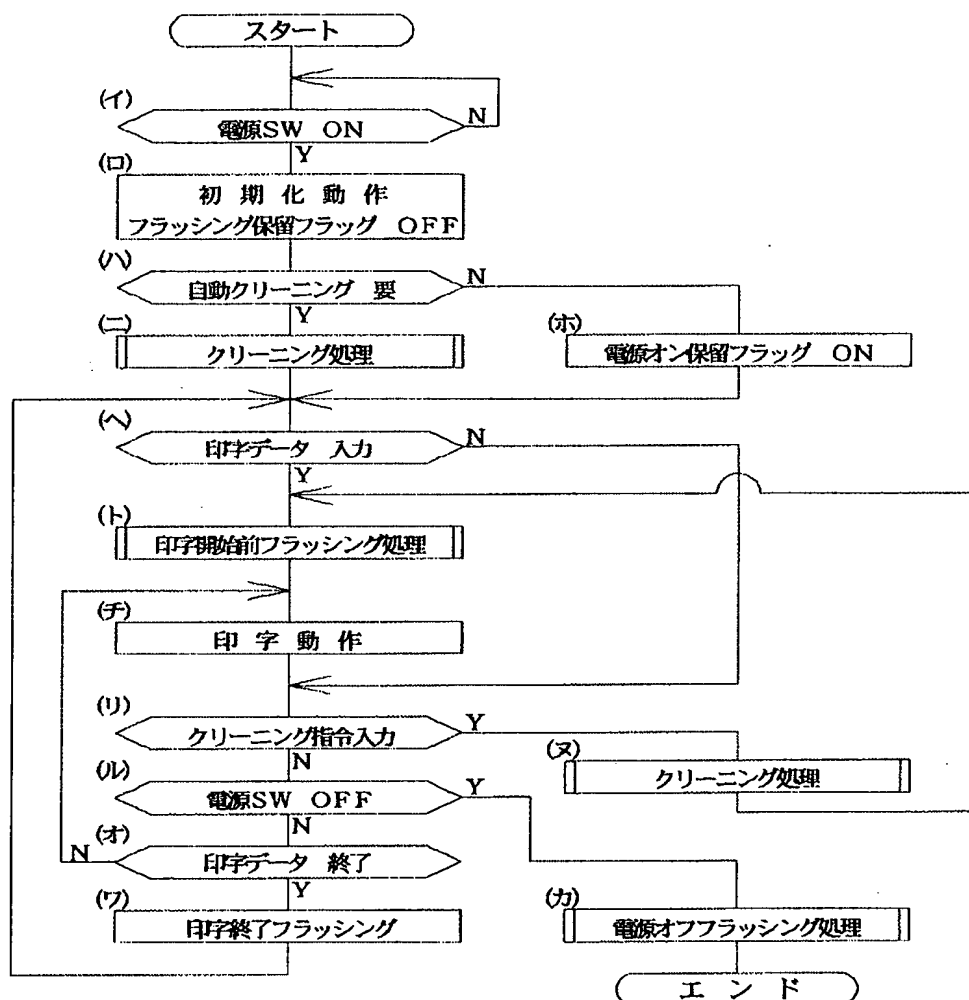 スタート
(イ)
電源SW ON
N
Y
(ロ)
初期化動作
フラッシング保留フラッグ OFF
(ハ)
自動クリーニング 要
N
Y
(ニ)
クリーニング処理
(ホ)
電源オン保留フラッグ ON
(ヘ)
印字データ 入力
N
Y
(ト)
印字開始前フラッシング処理
(チ)
印字動作
(リ)
クリーニング指令入力
Y
N
(ヌ)
クリーニング処理
(ル)
電源SW OFF
Y
N
(オ)
N
印字データ 終了
Y
(ワ)
印字終了フラッシング
(カ)
電源オフフラッシング処理
エンド